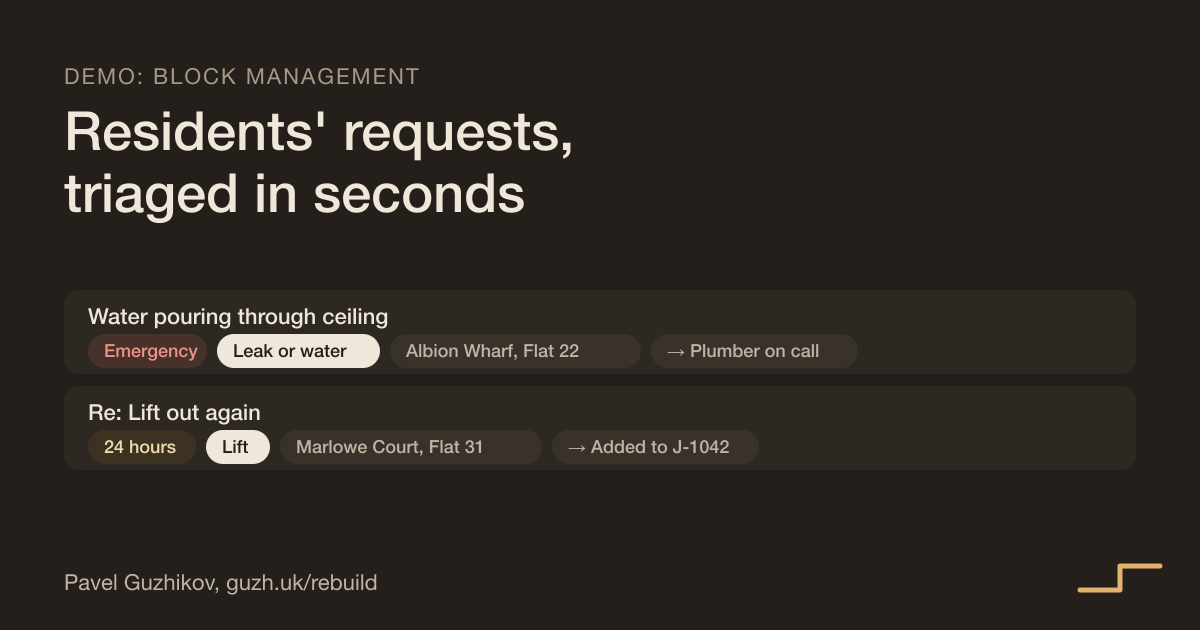 DEMO: BLOCK MANAGEMENT
Residents' requests,
triaged in seconds
Water pouring through ceiling
Emergency Leak or water Albion Wharf, Flat 22 → Plumber on call
Re: Lift out again
24 hours Lift Marlowe Court, Flat 31 → Added to J-1042
Pavel Guzhikov, guzh.uk/rebuild